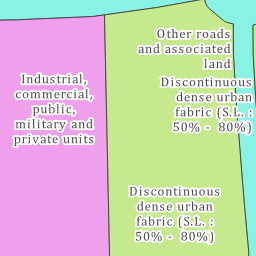 Other roads
and associated
land
Industrial,
commercial,
public,
military and
private units
Discontinuous
dense urban
fabric (S.L. :
50% - 80%)
Discontinuous
dense urban
fabric (S.L. :
50% - 80%)